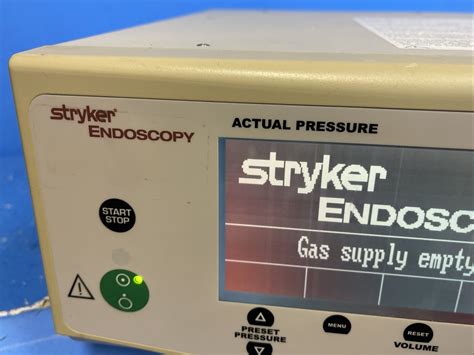 stryker®
ENDOSCOPY
ACTUAL PRESSURE
stryker
ENDOSC
Gas supply empty
START
STOP
PRESET
PRESSURE
MENU
RESET
VOLUME